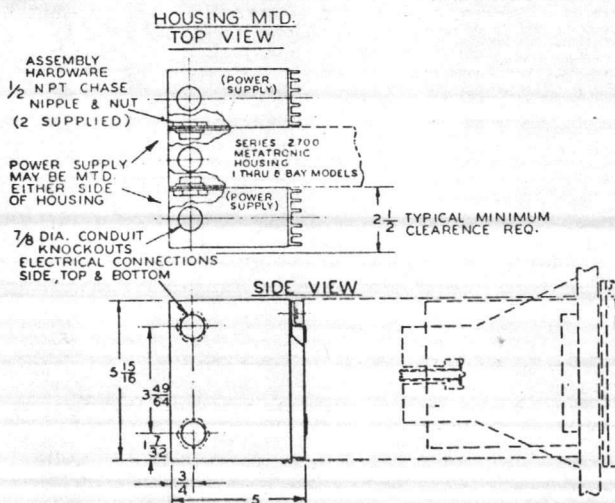 HOUSING MTD.
TOP VIEW
ASSEMBLY
HARDWARE
1/2 NPT CHASE
NIPPLE & NUT
(2 SUPPLIED)
(POWER
SUPPLY)
SERIES 2700
METATRONIC
HOUSING
1 THRU 8 BAY MODELS
POWER SUPPLY
MAY BE MTD.
EITHER SIDE
OF HOUSING
(POWER
SUPPLY)
2 1/2 TYPICAL MINIMUM
CLEARENCE REQ.
7/8 DIA. CONDUIT
KNOCKOUTS
ELECTRICAL CONNECTIONS
SIDE, TOP & BOTTOM
SIDE VIEW
5 15/16
3 49/64
1 7/32
3/4
5